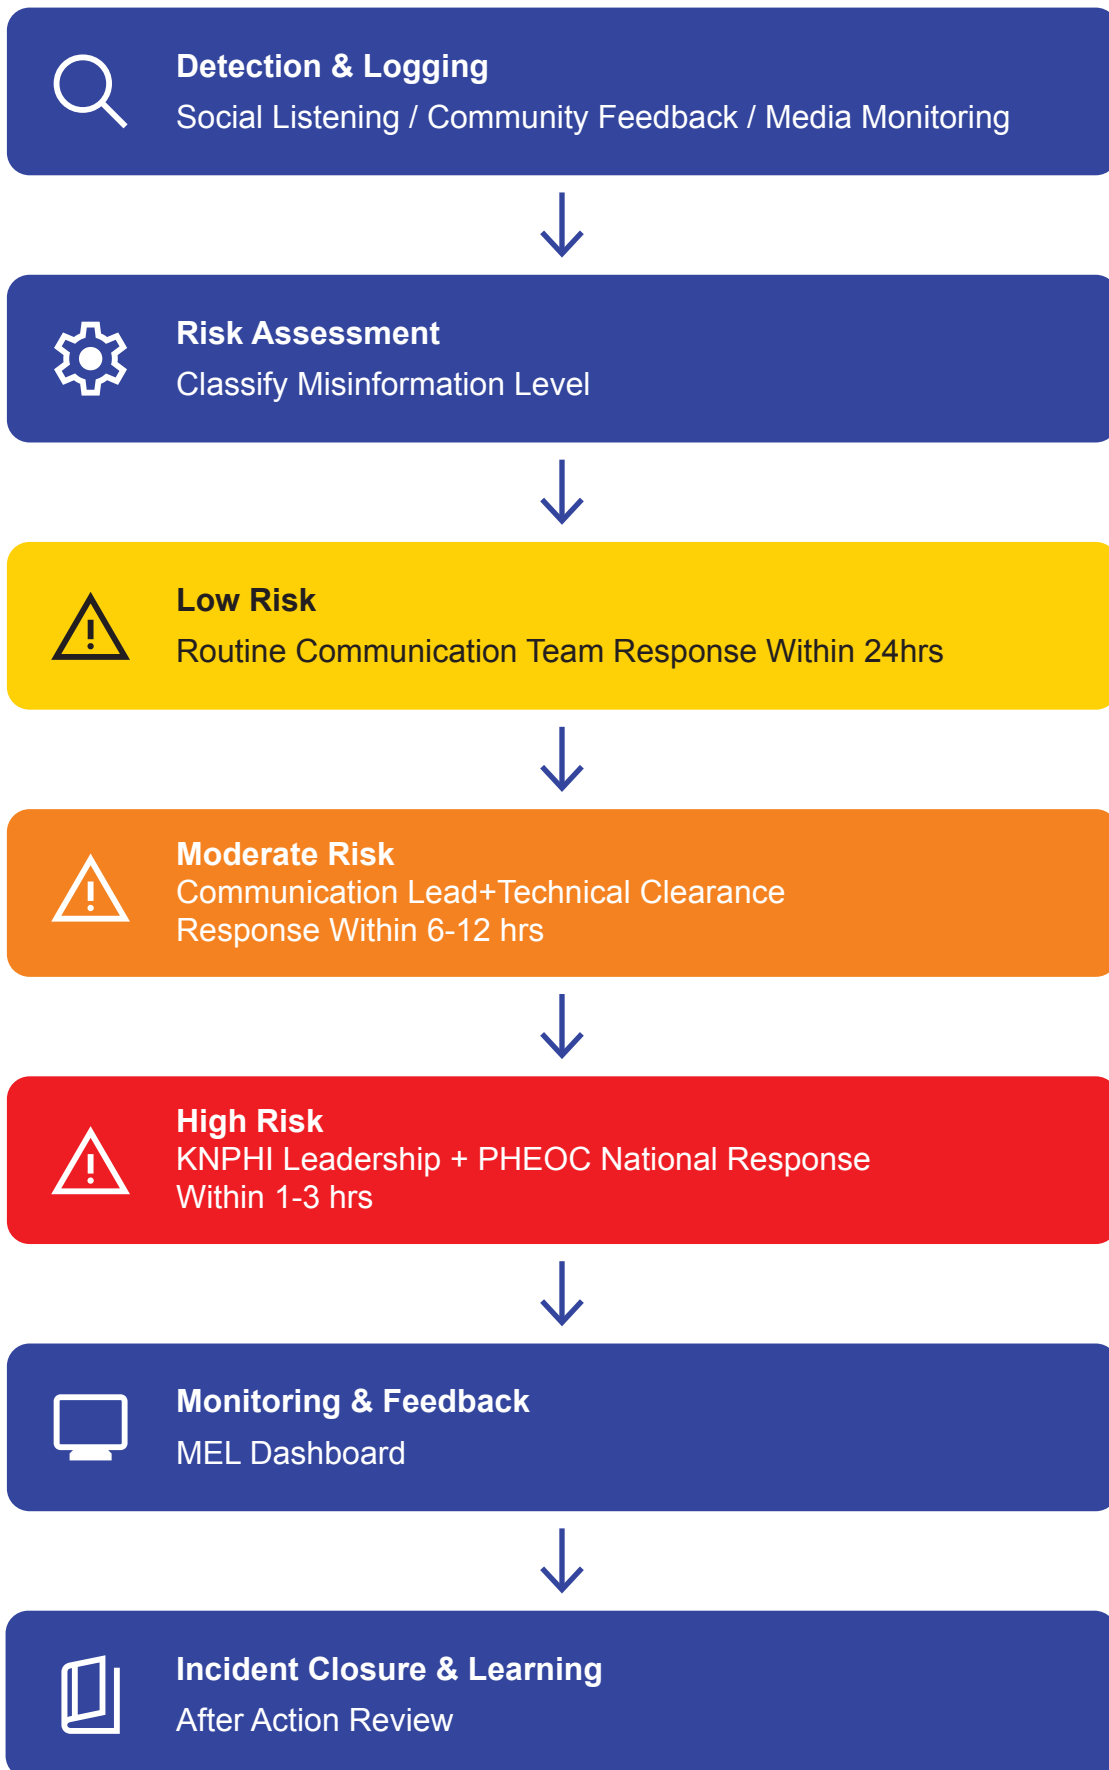 Detection & Logging
Social Listening / Community Feedback / Media Monitoring
Risk Assessment
Classify Misinformation Level
Low Risk
Routine Communication Team Response Within 24hrs
Moderate Risk
Communication Lead+Technical Clearance
Response Within 6-12 hrs
High Risk
KNPHI Leadership + PHEOC National Response
Within 1-3 hrs
Monitoring & Feedback
MEL Dashboard
Incident Closure & Learning
After Action Review